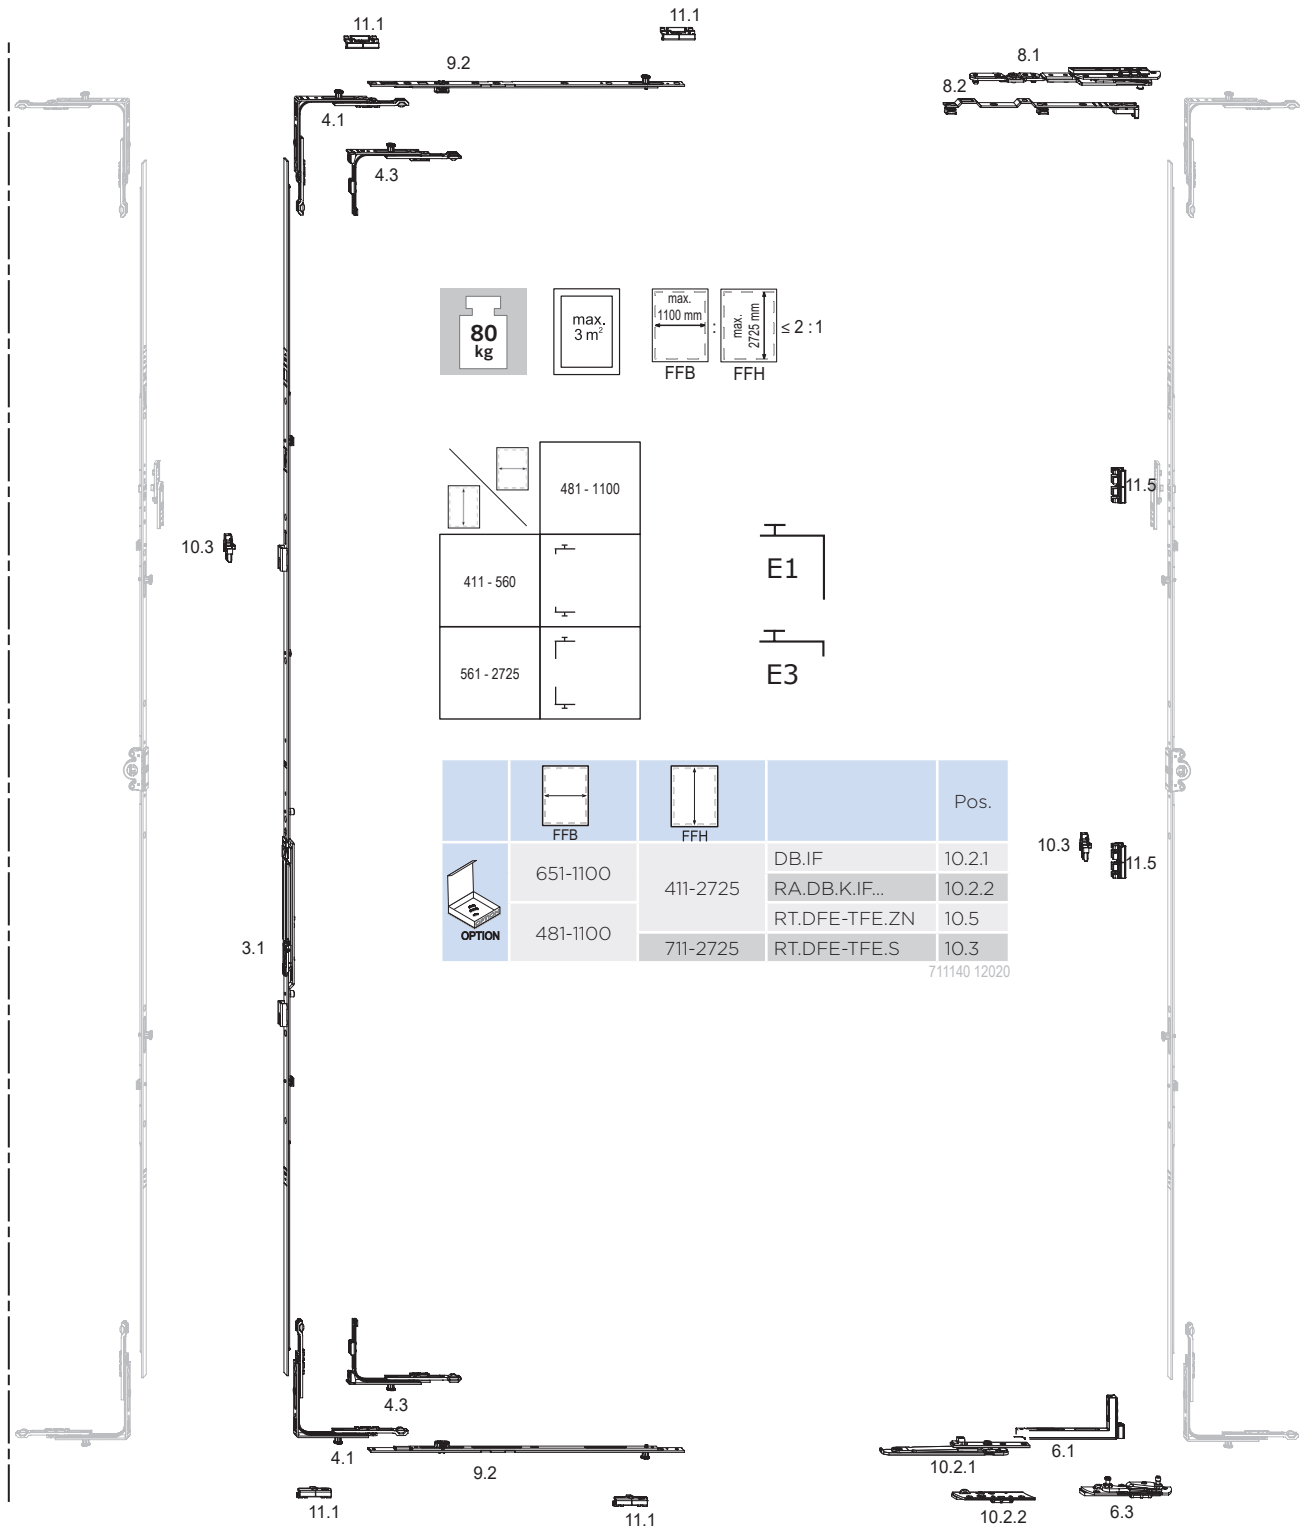 11.1
11.1
9.2
8.1
8.2
4.1
4.3
80
kg
max.
3 m²
max.
1100 mm
:
max.
2725 mm
≤ 2 : 1
FFB
FFH
481 - 1100
11.5
10.3
E1
411 - 560
E3
561 - 2725
FFB
FFH
Pos.
10.3
11.5
OPTION
651-1100
411-2725
DB.IF
10.2.1
RA.DB.K.IF...
10.2.2
481-1100
RT.DFE-TFE.ZN
10.5
711-2725
RT.DFE-TFE.S
10.3
3.1
711140 12020
4.3
4.1
9.2
10.2.1
6.1
11.1
11.1
10.2.2
6.3